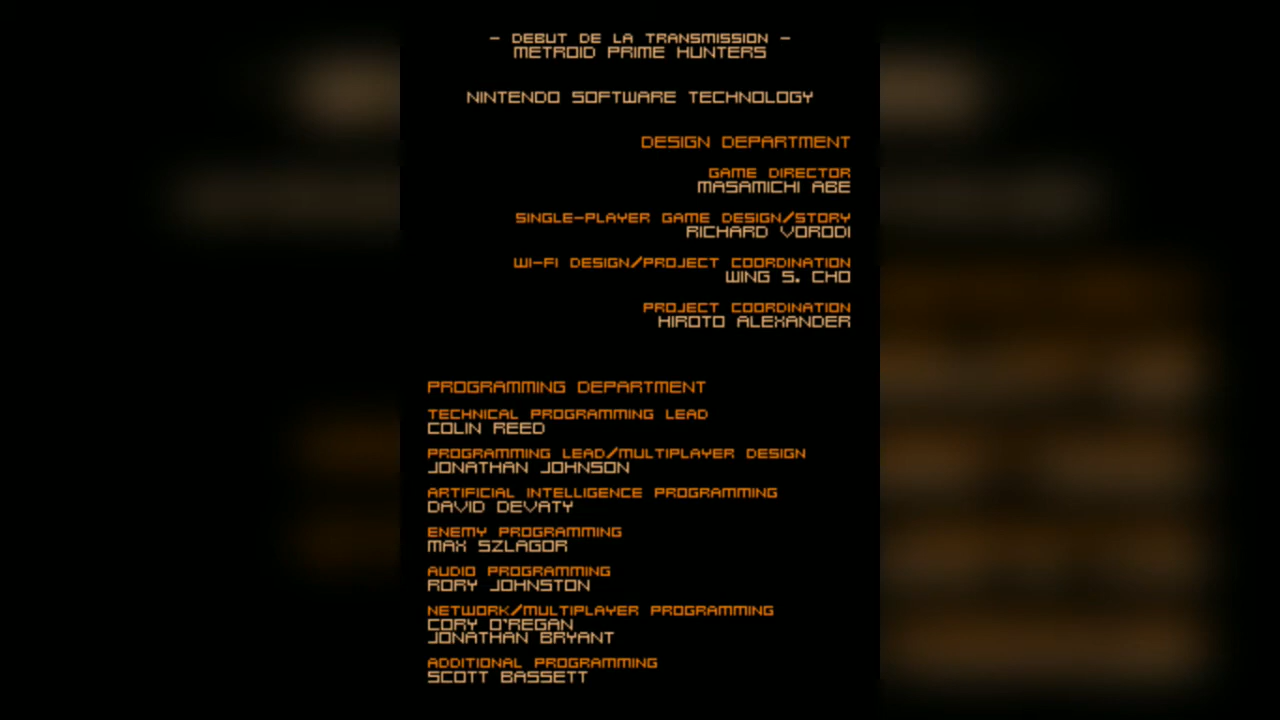 - DEBUT DE LA TRANSMISSION -
METROID PRIME HUNTERS
NINTENDO SOFTWARE TECHNOLOGY
DESIGN DEPARTMENT
GAME DIRECTOR
MASAMICHI ABE
SINGLE-PLAYER GAME DESIGN/STORY
RICHARD VORODI
WI-FI DESIGN/PROJECT COORDINATION
WING S. CHO
PROJECT COORDINATION
HIROTO ALEXANDER
PROGRAMMING DEPARTMENT
TECHNICAL PROGRAMMING LEAD
COLIN REED
PROGRAMMING LEAD/MULTIPLAYER DESIGN
JONATHAN JOHNSON
ARTIFICIAL INTELLIGENCE PROGRAMMING
DAVID DEVATY
ENEMY PROGRAMMING
MAX SZLAGOR
AUDIO PROGRAMMING
RORY JOHNSTON
NETWORK/MULTIPLAYER PROGRAMMING
CORY O'REGAN
JONATHAN BRYANT
ADDITIONAL PROGRAMMING
SCOTT BASSETT